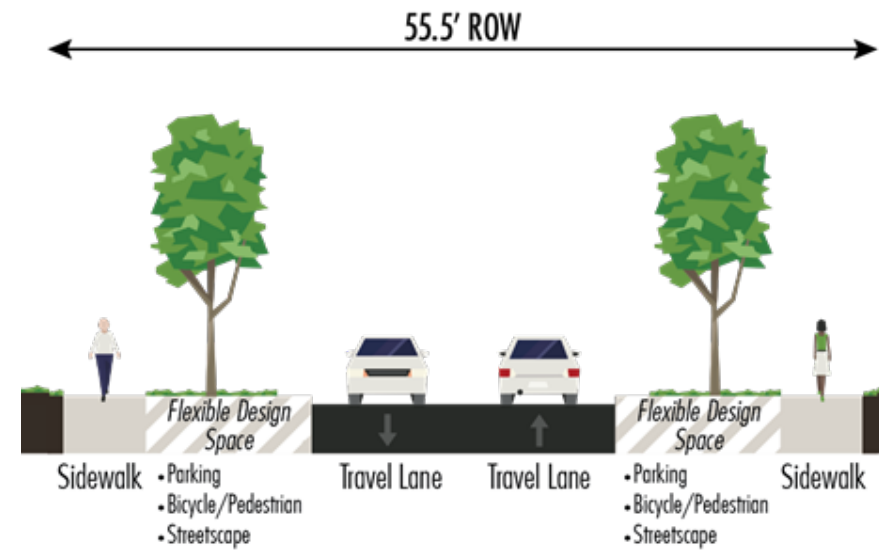 55.5' ROW
Flexible Design
Space
Flexible Design
Space
Sidewalk
• Parking
• Bicycle/Pedestrian
• Streetscape
Travel Lane
Travel Lane
• Parking
• Bicycle/Pedestrian
• Streetscape
Sidewalk